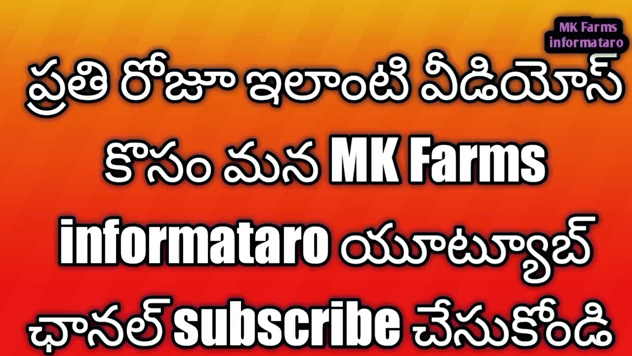 MK Farms
informataro
ప్రతి రోజూ ఇలాంటి వీడియోస్
కొసం మన MK Farms
informataro యూట్యూబ్
ఛానల్ subscribe చేసుకోండి